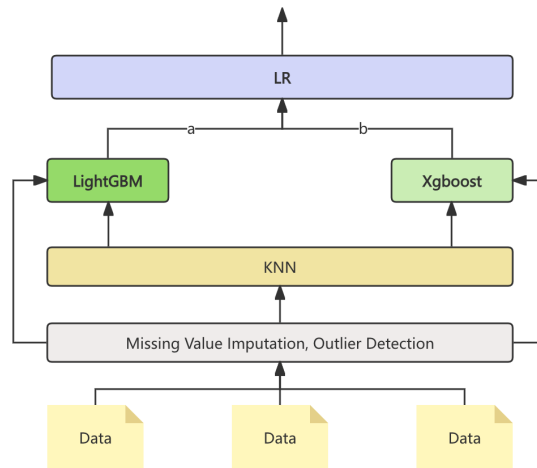 LR
a
b
LightGBM
Xgboost
KNN
Missing Value Imputation, Outlier Detection
Data
Data
Data